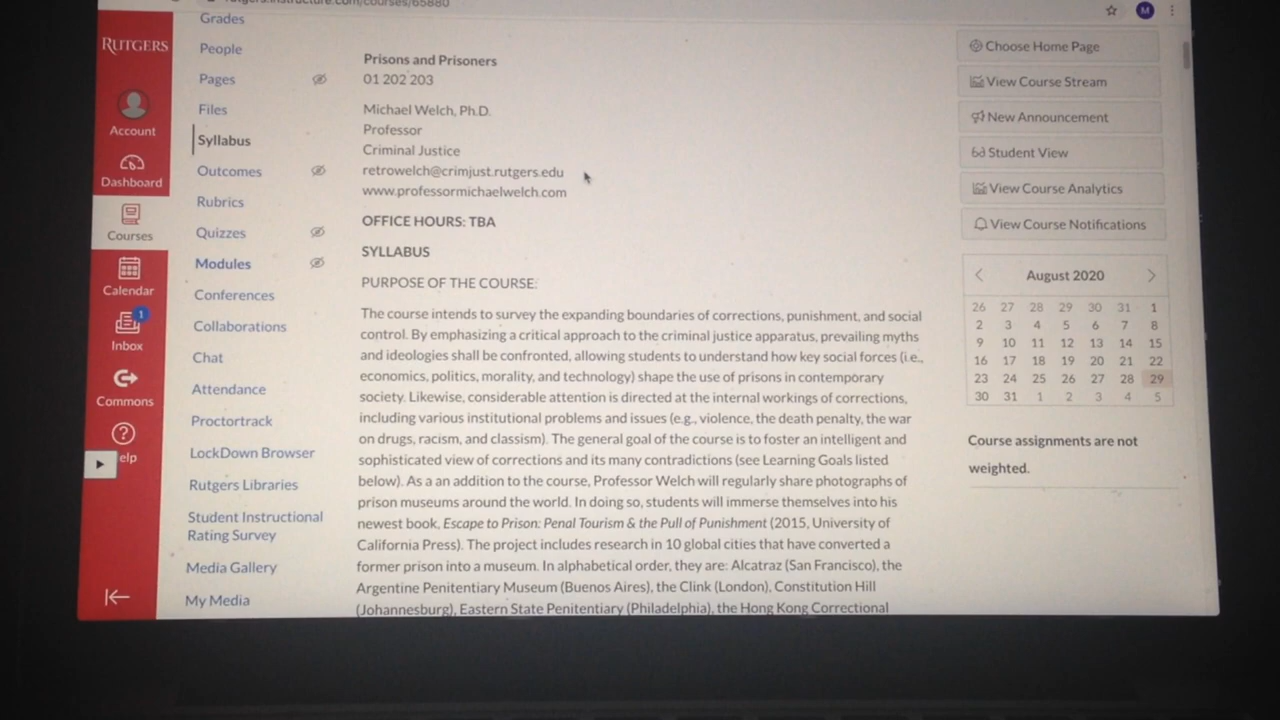 rutgers.instructure.com/courses/65880
M
RUTGERS
Account
Dashboard
Courses
Calendar
1
Inbox
Commons
elp
Grades
People
Pages
Files
Syllabus
Outcomes
Rubrics
Quizzes
Modules
Conferences
Collaborations
Chat
Attendance
Proctortrack
LockDown Browser
Rutgers Libraries
Student Instructional
Rating Survey
Media Gallery
My Media
Prisons and Prisoners
01 202 203
Michael Welch, Ph.D.
Professor
Criminal Justice
retrowelch@crimjust.rutgers.edu
www.professormichaelwelch.com
OFFICE HOURS: TBA
SYLLABUS
PURPOSE OF THE COURSE:
The course intends to survey the expanding boundaries of corrections, punishment, and social
control. By emphasizing a critical approach to the criminal justice apparatus, prevailing myths
and ideologies shall be confronted, allowing students to understand how key social forces (i.e.,
economics, politics, morality, and technology) shape the use of prisons in contemporary
society. Likewise, considerable attention is directed at the internal workings of corrections,
including various institutional problems and issues (e.g., violence, the death penalty, the war
on drugs, racism, and classism). The general goal of the course is to foster an intelligent and
sophisticated view of corrections and its many contradictions (see Learning Goals listed
below). As a an addition to the course, Professor Welch will regularly share photographs of
prison museums around the world. In doing so, students will immerse themselves into his
newest book, Escape to Prison: Penal Tourism & the Pull of Punishment (2015, University of
California Press). The project includes research in 10 global cities that have converted a
former prison into a museum. In alphabetical order, they are: Alcatraz (San Francisco), the
Argentine Penitentiary Museum (Buenos Aires), the Clink (London), Constitution Hill
(Johannesburg), Eastern State Penitentiary (Philadelphia), the Hong Kong Correctional
Choose Home Page
View Course Stream
New Announcement
Student View
View Course Analytics
View Course Notifications
August 2020
26 27 28 29 30 31 1
2 3 4 5 6 7 8
9 10 11 12 13 14 15
16 17 18 19 20 21 22
23 24 25 26 27 28 29
30 31 1 2 3 4 5
Course assignments are not
weighted.